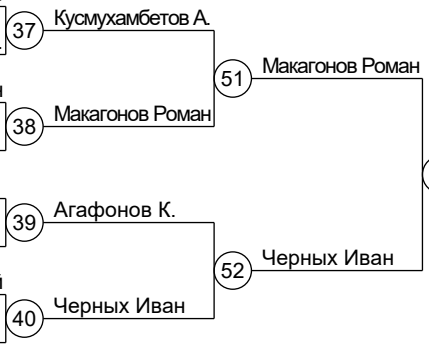 37
Кусмухамбетов А.
51
Макагонов Роман
38
Макагонов Роман
39
Агафонов К.
52
Черных Иван
40
Черных Иван